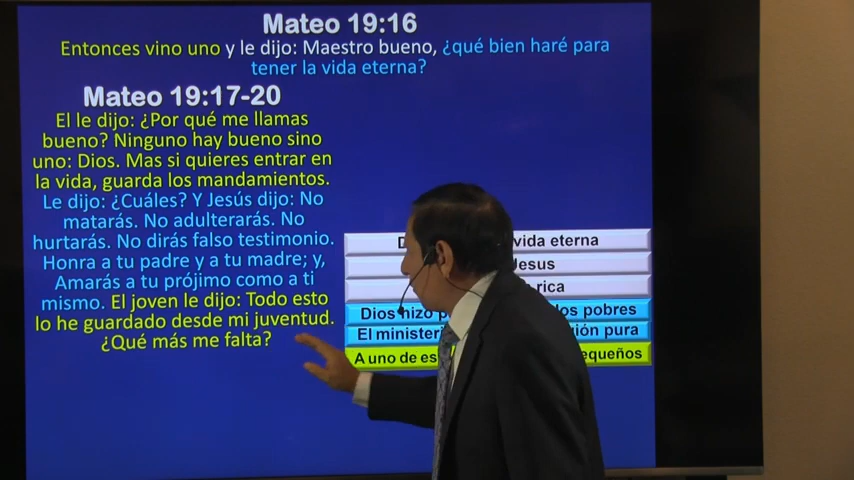 Mateo 19:16
Entonces vino uno y le dijo: Maestro bueno, ¿qué bien haré para
tener la vida eterna?
Mateo 19:17-20
El le dijo: ¿Por qué me llamas
bueno? Ninguno hay bueno sino
uno: Dios. Mas si quieres entrar en
la vida, guarda los mandamientos.
Le dijo: ¿Cuáles? Y Jesús dijo: No
matarás. No adulterarás. No
hurtarás. No dirás falso testimonio.
Honra a tu padre y a tu madre; y,
Amarás a tu prójimo como a ti
mismo. El joven le dijo: Todo esto
lo he guardado desde mi juventud.
¿Qué más me falta?
vida eterna
Jesus
rica
Dios hizo los pobres
El pura
A uno de